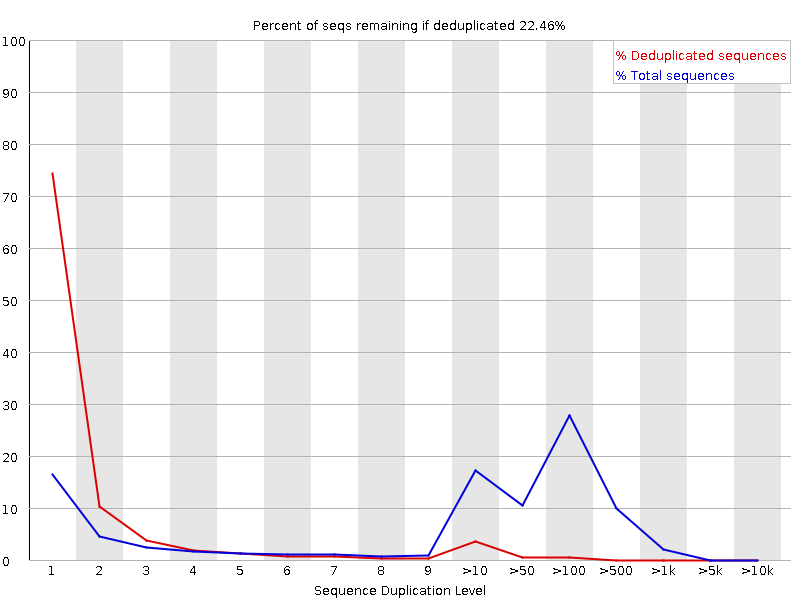 Percent of seqs remaining if deduplicated 22.46%
% Deduplicated sequences
% Total sequences
100
90
80
70
60
50
40
30
20
10
0
1 2 3 4 5 6 7 8 9 >10 >50 >100 >500 >1k >5k >10k
Sequence Duplication Level